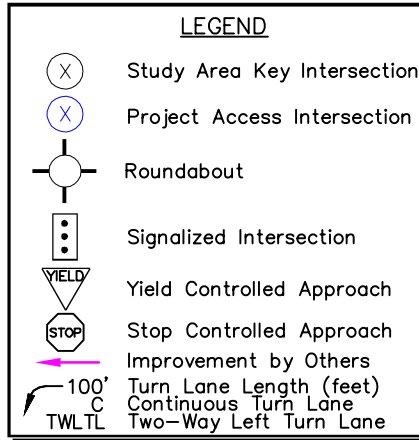 LEGEND
X Study Area Key Intersection
X Project Access Intersection
Roundabout
Signalized Intersection
YIELD Yield Controlled Approach
STOP Stop Controlled Approach
Improvement by Others
100' Turn Lane Length (feet)
C Continuous Turn Lane
TWLTL Two-Way Left Turn Lane